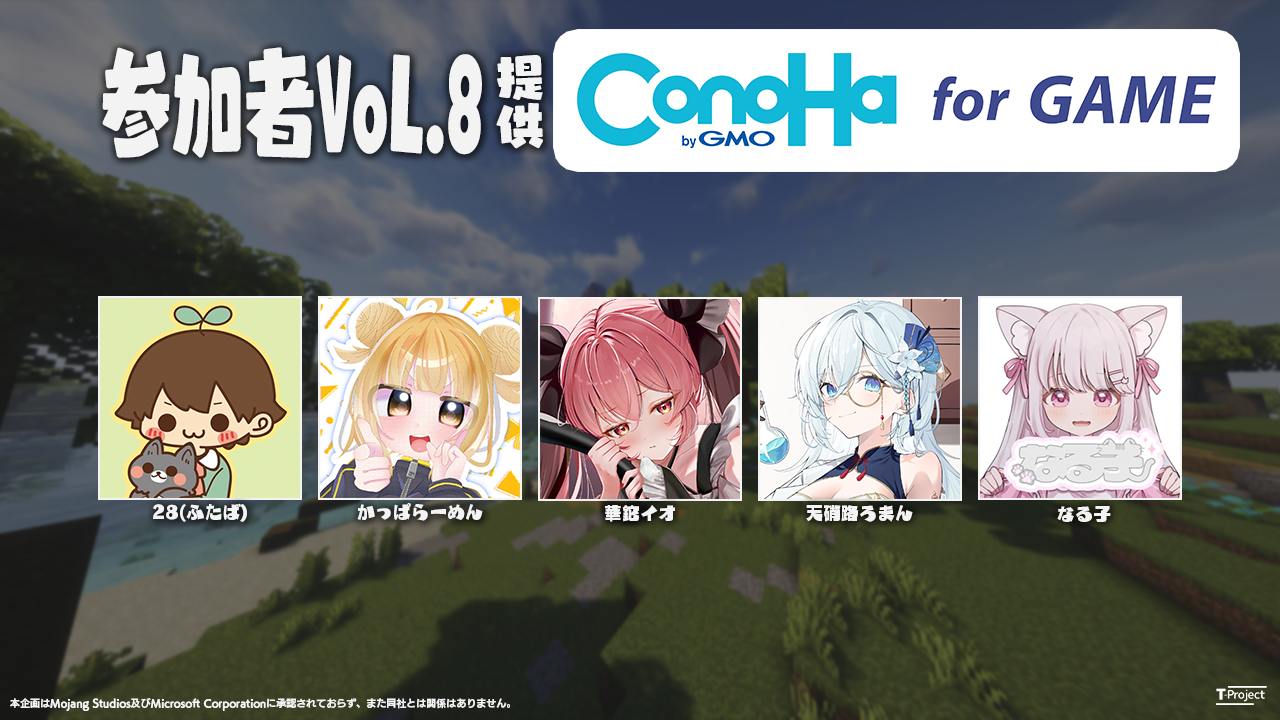 参加者VoL.8
提供
ConoHa for GAME
by GMO
28(ふたば)
かっぱらーめん
華鋭イオ
天硝路ろまん
なる子
なる子
本企画はMojang Studios及びMicrosoft Corporationに承認されておらず、また同社とは関係はありません。
T-Project